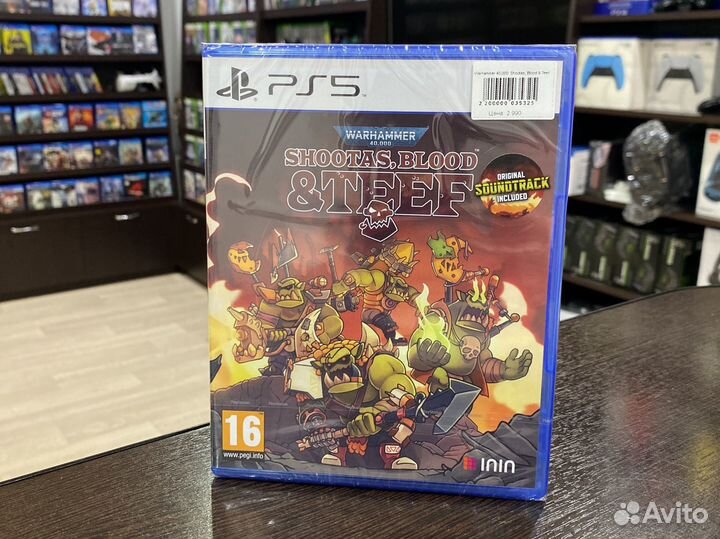 PS5
Warhammer 40,000: Shootas, Blood & Teef
2 200000 035325
Цена: 2 990
WARHAMMER
40,000
SHOOTAS, BLOOD
& TEEF™
ORIGINAL
SOUNDTRACK
INCLUDED
16
www.pegi.info
ININ
Avito